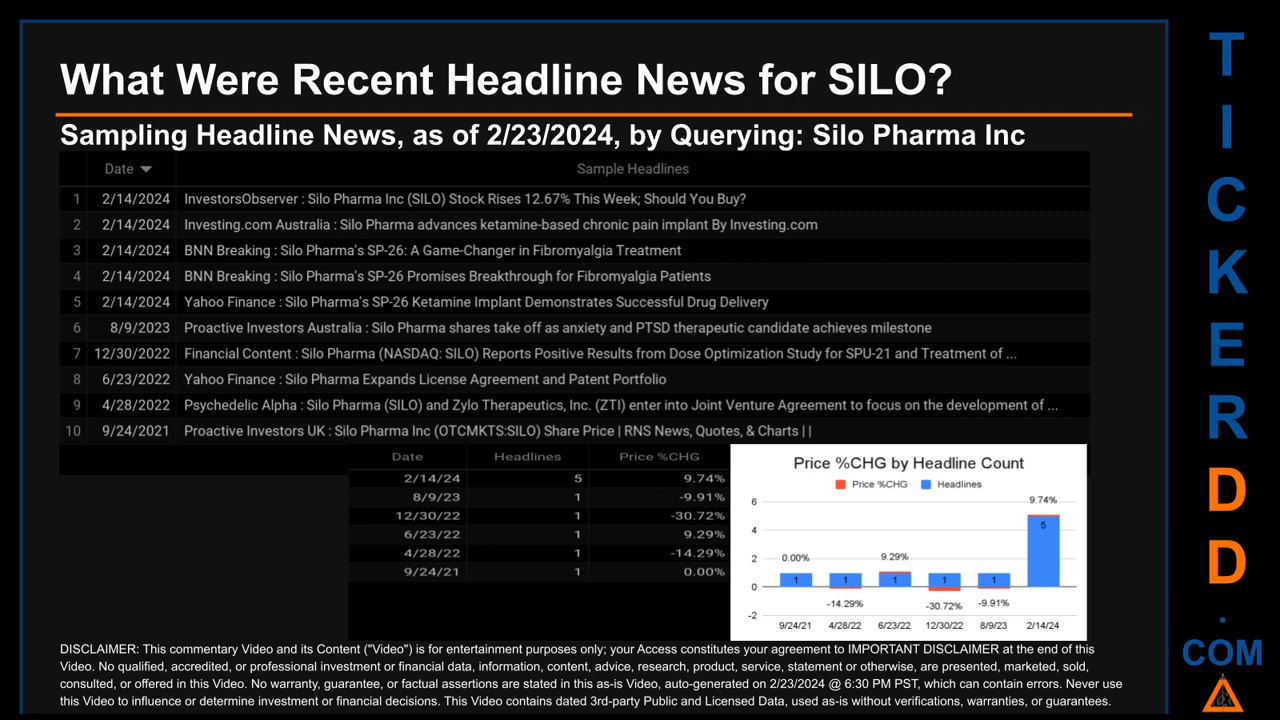 What Were Recent Headline News for SILO?
Sampling Headline News, as of 2/23/2024, by Querying: Silo Pharma Inc
Date Sample Headlines
1 2/14/2024 InvestorsObserver : Silo Pharma Inc (SILO) Stock Rises 12.67% This Week; Should You Buy?
2 2/14/2024 Investing.com Australia : Silo Pharma advances ketamine-based chronic pain implant By Investing.com
3 2/14/2024 BNN Breaking : Silo Pharma's SP-26: A Game-Changer in Fibromyalgia Treatment
4 2/14/2024 BNN Breaking : Silo Pharma's SP-26 Promises Breakthrough for Fibromyalgia Patients
5 2/14/2024 Yahoo Finance : Silo Pharma's SP-26 Ketamine Implant Demonstrates Successful Drug Delivery
6 8/9/2023 Proactive Investors Australia : Silo Pharma shares take off as anxiety and PTSD therapeutic candidate achieves milestone
7 12/30/2022 Financial Content : Silo Pharma (NASDAQ: SILO) Reports Positive Results from Dose Optimization Study for SPU-21 and Treatment of ...
8 6/23/2022 Yahoo Finance : Silo Pharma Expands License Agreement and Patent Portfolio
9 4/28/2022 Psychedelic Alpha : Silo Pharma (SILO) and Zylo Therapeutics, Inc. (ZTI) enter into Joint Venture Agreement to focus on the development of ...
10 9/24/2021 Proactive Investors UK : Silo Pharma Inc (OTCMKTS:SILO) Share Price | RNS News, Quotes, & Charts | |
Date Headlines Price %CHG
2/14/24 5 9.74%
8/9/23 1 -9.91%
12/30/22 1 -30.72%
6/23/22 1 9.29%
4/28/22 1 -14.29%
9/24/21 1 0.00%
Price %CHG by Headline Count
Price %CHG Headlines
6
4
2
0
-2
0.00% 9.29% 9.74%
1 1 1 1 1 5
-14.29% -30.72% -9.91%
9/24/21 4/28/22 6/23/22 12/30/22 8/9/23 2/14/24
DISCLAIMER: This commentary Video and its Content ("Video") is for entertainment purposes only; your Access constitutes your agreement to IMPORTANT DISCLAIMER at the end of this
Video. No qualified, accredited, or professional investment or financial data, information, content, advice, research, product, service, statement or otherwise, are presented, marketed, sold,
consulted, or offered in this Video. No warranty, guarantee, or factual assertions are stated in this as-is Video, auto-generated on 2/23/2024 @ 6:30 PM PST, which can contain errors. Never use
this Video to influence or determine investment or financial decisions. This Video contains dated 3rd-party Public and Licensed Data, used as-is without verifications, warranties, or guarantees.
T
I
C
K
E
R
D
D
.
COM